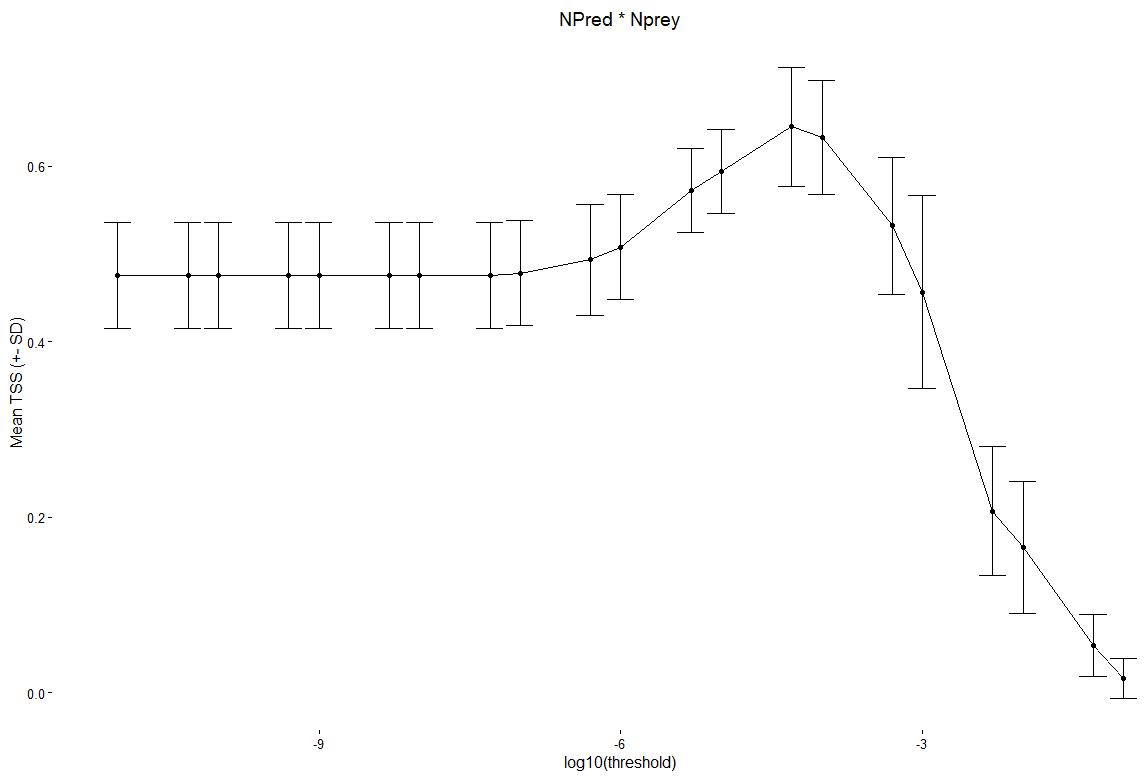 NPred * Nprey
Mean TSS (+- SD)
0.6
0.4
0.2
0.0
-9
-6
-3
log10(threshold)